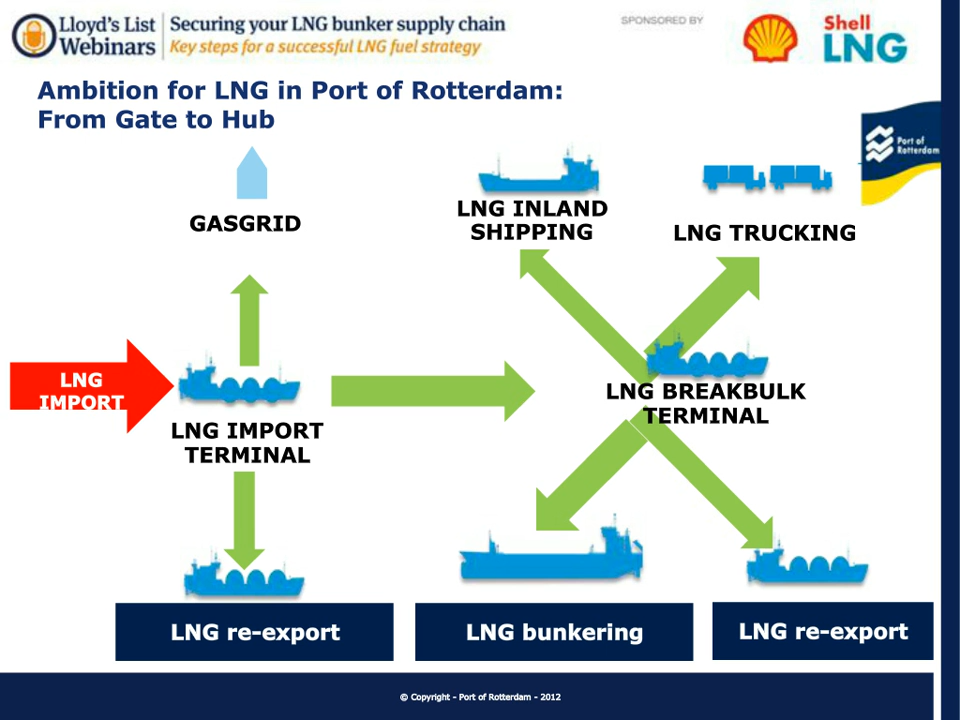 Lloyd's List
Webinars
Securing your LNG bunker supply chain
Key steps for a successful LNG fuel strategy
SPONSORED BY
Shell
LNG
Ambition for LNG in Port of Rotterdam:
From Gate to Hub
Port of
Rotterdam
GASGRID
LNG INLAND
SHIPPING
LNG TRUCKING
LNG
IMPORT
LNG IMPORT
TERMINAL
LNG BREAKBULK
TERMINAL
LNG re-export
LNG bunkering
LNG re-export
© Copyright - Port of Rotterdam - 2012